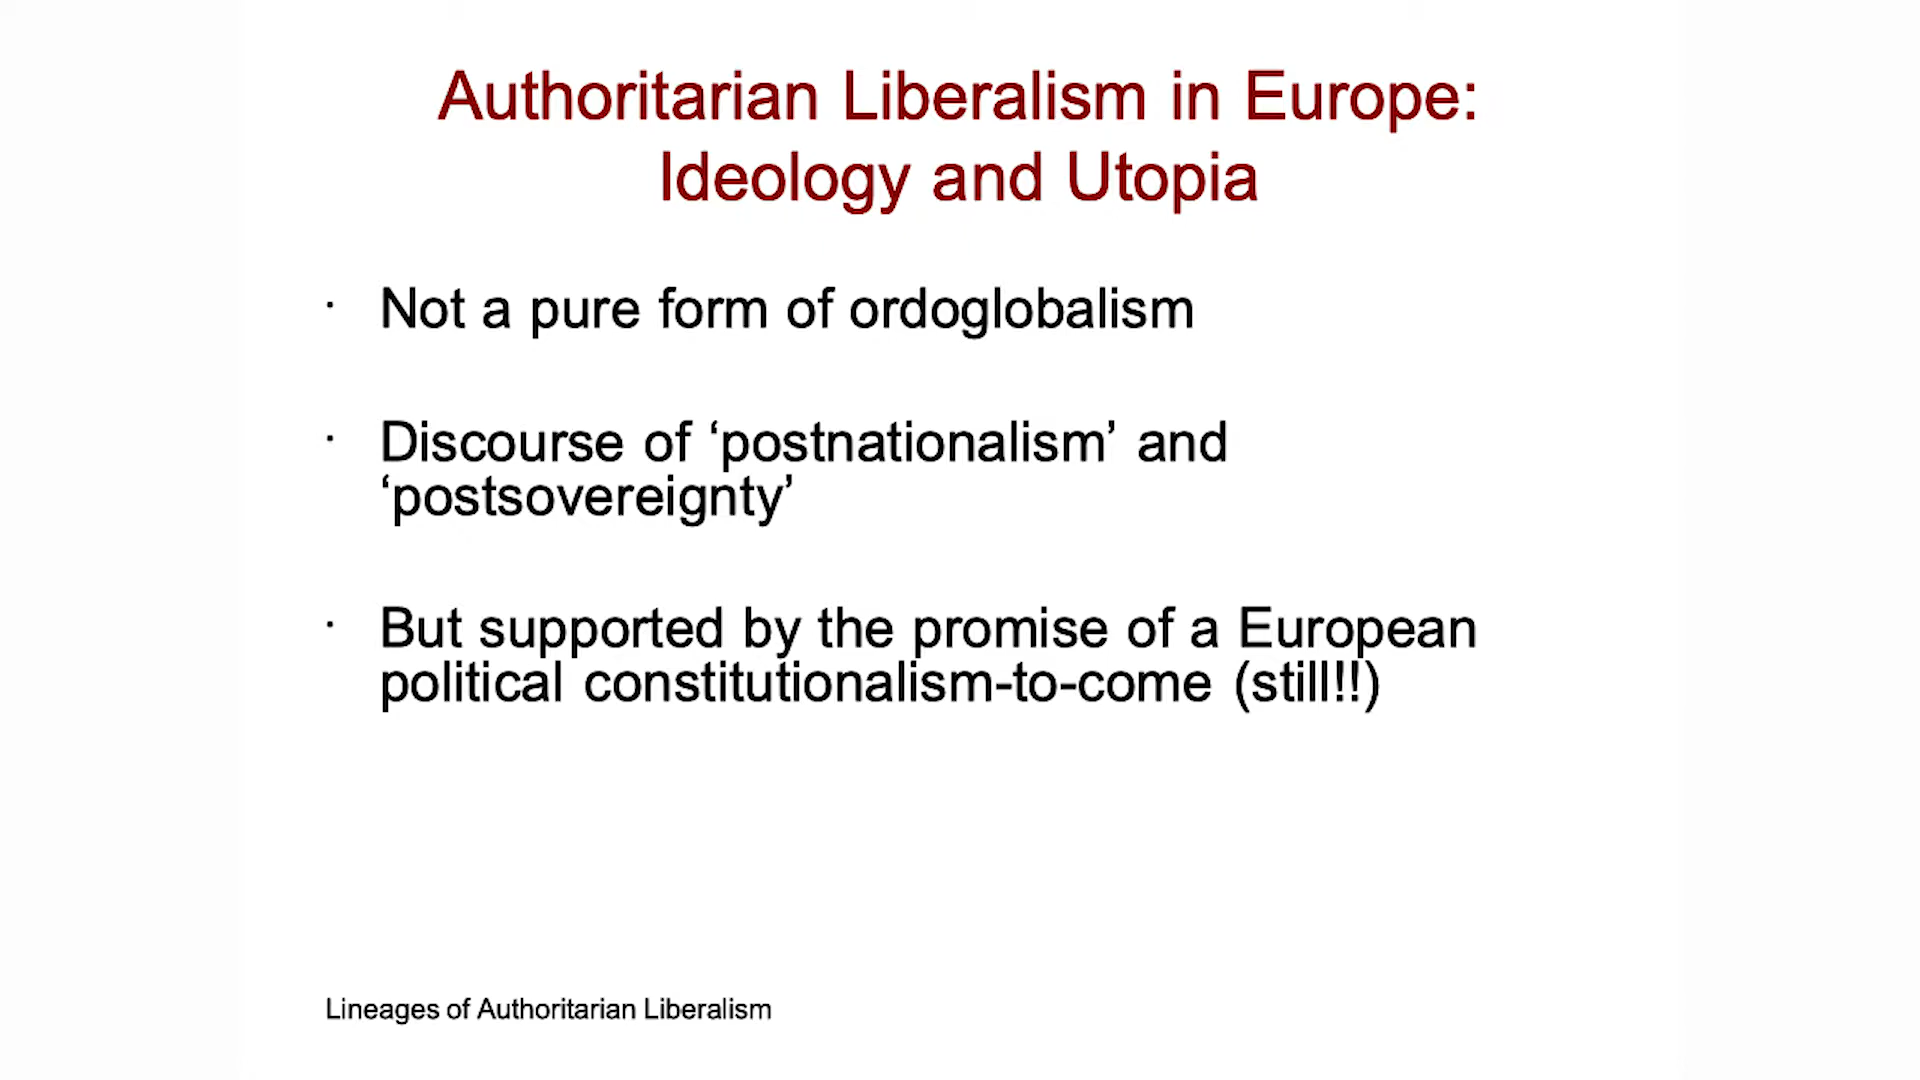 Authoritarian Liberalism in Europe:
Ideology and Utopia
· Not a pure form of ordoglobalism
· Discourse of ‘postnationalism’ and
‘postsovereignty’
· But supported by the promise of a European
political constitutionalism-to-come (still!!)
Lineages of Authoritarian Liberalism